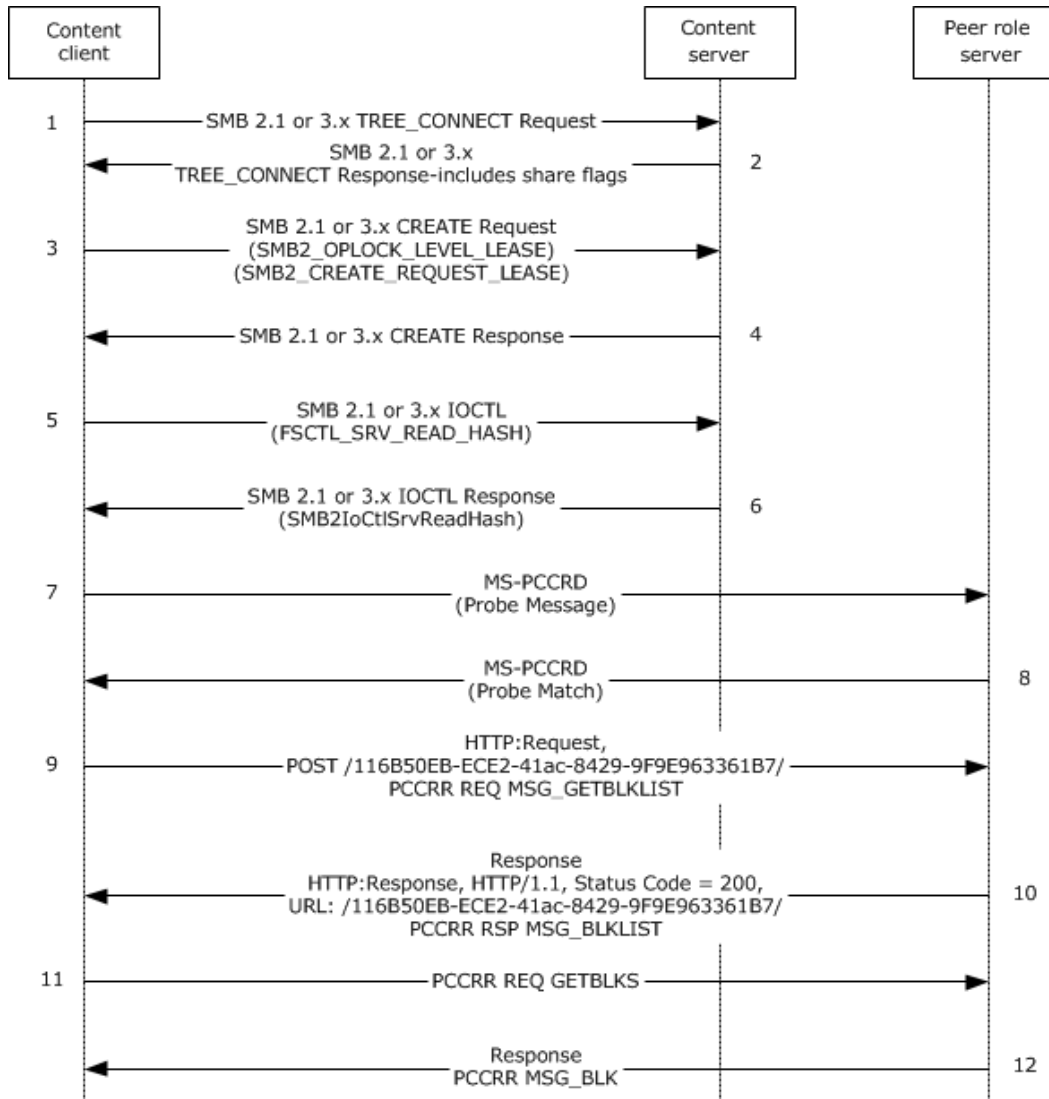 Content
client
Content
server
Peer role
server
1
SMB 2.1 or 3.x TREE_CONNECT Request
SMB 2.1 or 3.x
TREE_CONNECT Response-includes share flags
2
SMB 2.1 or 3.x CREATE Request
3
(SMB2_OPLOCK_LEVEL_LEASE)
(SMB2_CREATE_REQUEST_LEASE)
SMB 2.1 or 3.x CREATE Response
4
5
SMB 2.1 or 3.x IOCTL
(FSCTL_SRV_READ_HASH)
SMB 2.1 or 3.x IOCTL Response
(SMB2IoCtlSrvReadHash)
6
7
MS-PCCRD
(Probe Message)
MS-PCCRD
(Probe Match)
8
HTTP:Request,
9
POST /116B50EB-ECE2-41ac-8429-9F9E963361B7/
PCCRR REQ MSG_GETBLKLIST
Response
HTTP:Response, HTTP/1.1, Status Code = 200,
URL: /116B50EB-ECE2-41ac-8429-9F9E963361B7/
PCCRR RSP MSG_BLKLIST
10
11
PCCRR REQ GETBLKS
Response
PCCRR MSG_BLK
12